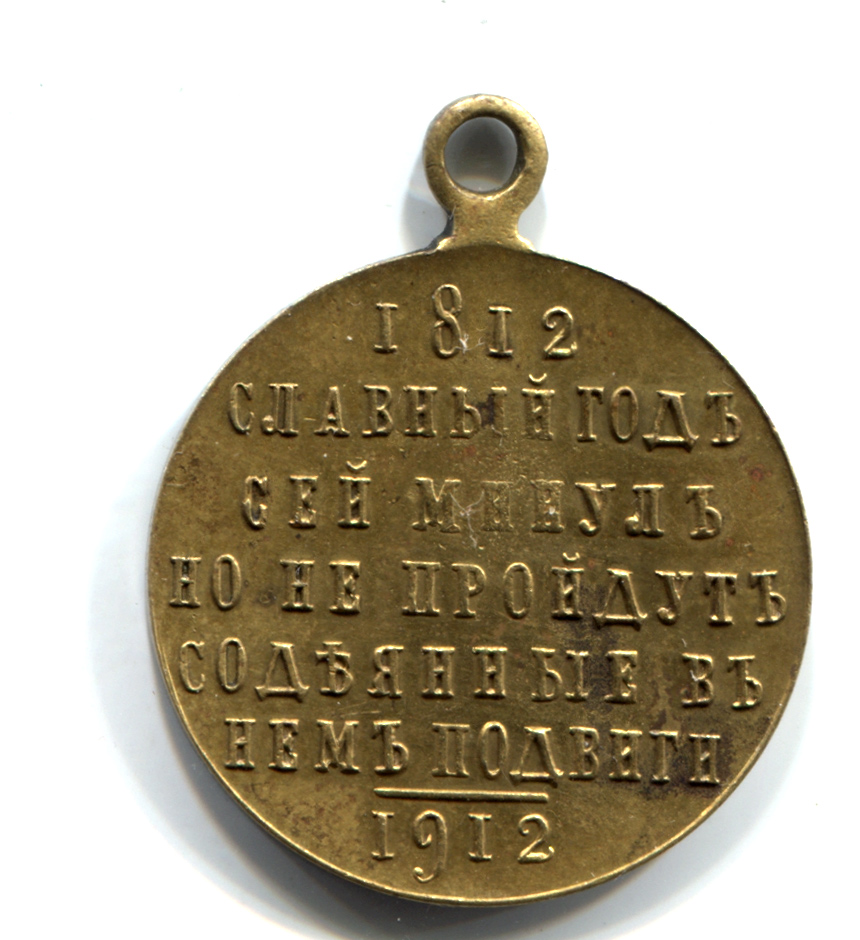 1812
СЛАВНЫЙ ГОДЪ
СЕЙ МИНУЛЪ
НО НЕ ПРОЙДУТЪ
СОДѢЯННЫЕ ВЪ
НЕМЪ ПОДВИГИ
1912